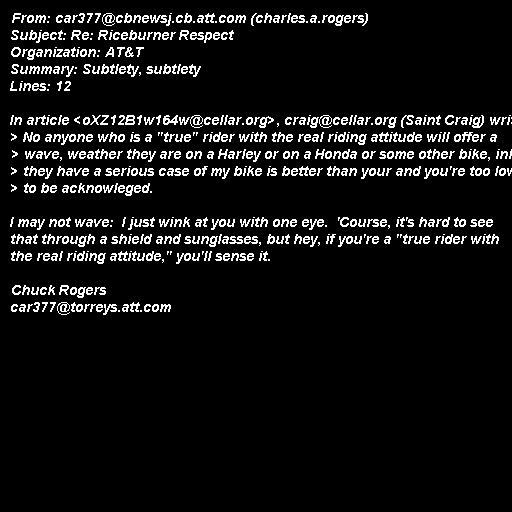 From: car377@cbnewsj.cb.att.com (charles.a.rogers)
Subject: Re: Riceburner Respect
Organization: AT&T
Summary: Subtlety, subtlety
Lines: 12

In article <oXZ12B1w164w@cellar.org>, craig@cellar.org (Saint Craig) writ
> No anyone who is a "true" rider with the real riding attitude will offer a
> wave, weather they are on a Harley or on a Honda or some other bike, inl
> they have a serious case of my bike is better than your and you're too low
> to be acknowleged.

I may not wave:  I just wink at you with one eye.  'Course, it's hard to see
that through a shield and sunglasses, but hey, if you're a "true rider with
the real riding attitude," you'll sense it.

Chuck Rogers
car377@torreys.att.com